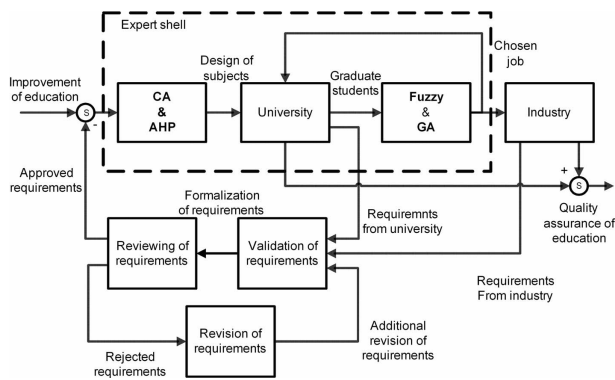 Expert shell
Improvement
of education
S
-
CA
&
AHP
Design of
subjects
University
Graduate
students
Fuzzy
&
GA
Chosen
job
Industry
+
S
Quality
assurance of
education
Approved
requirements
Formalization
of requirements
Reviewing of
requirements
Validation of
requirements
Requiremnts
from university
Requirements
From industry
Rejected
requirements
Revision of
requirements
Additional
revision of
requirements